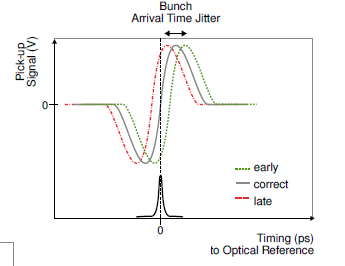 Bunch
Arrival Time Jitter
Pick-up
Signal (V)
0
early
correct
late
0
Timing (ps)
to Optical Reference